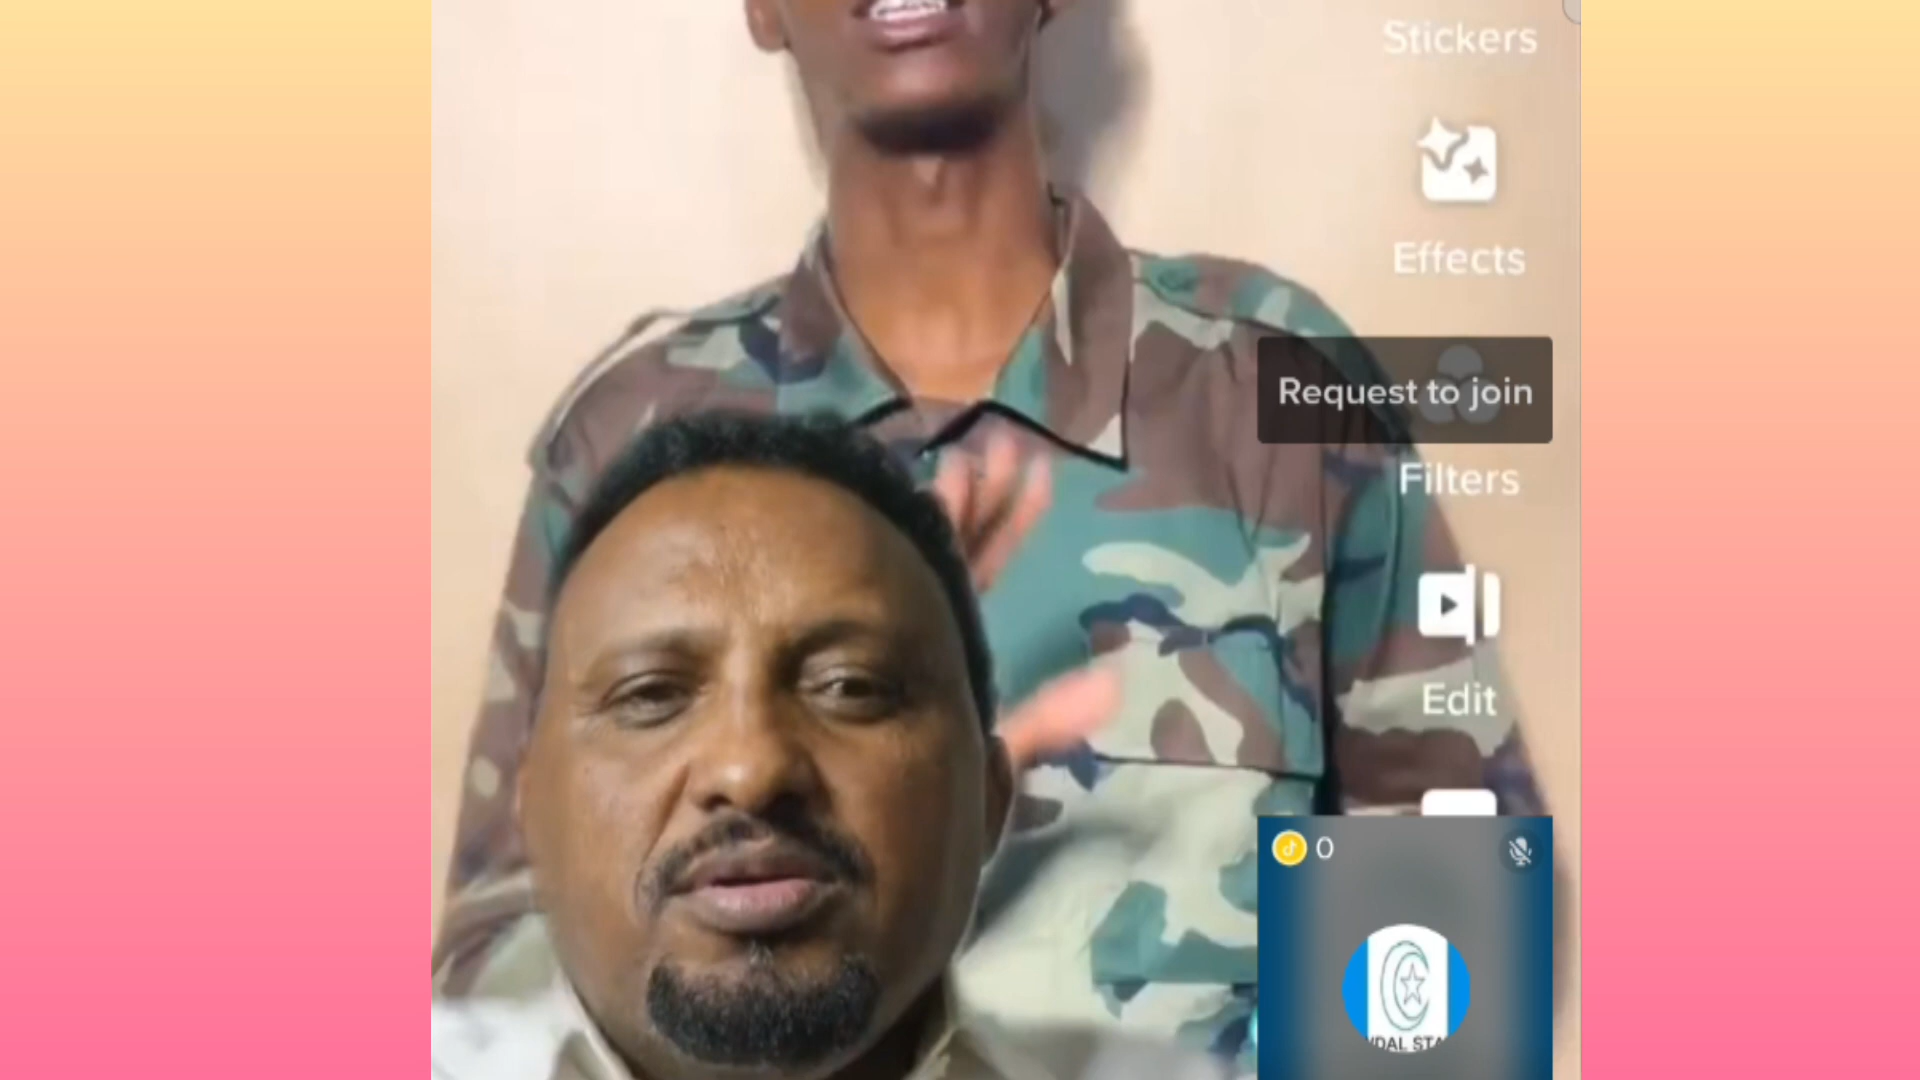 Stickers
Effects
Request to join
Filters
Edit
0